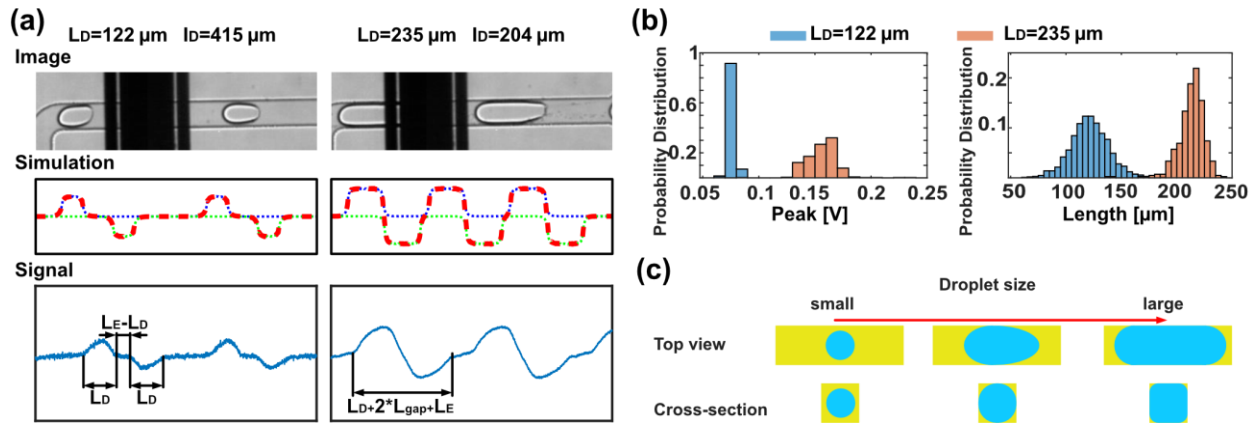 (a)
LD=122 µm ID=415 µm
LD=235 µm ID=204 µm
Image
Simulation
Signal
LE-LD
LD
LD
LD+2*Lgap+LE
(b)
LD=122 µm
LD=235 µm
Probability Distribution
1
0.6
0.2
0.05
0.1
0.15
0.2
0.25
Peak [V]
Probability Distribution
0.2
0.1
50
100
150
200
250
Length [µm]
(c)
Droplet size
small
large
Top view
Cross-section